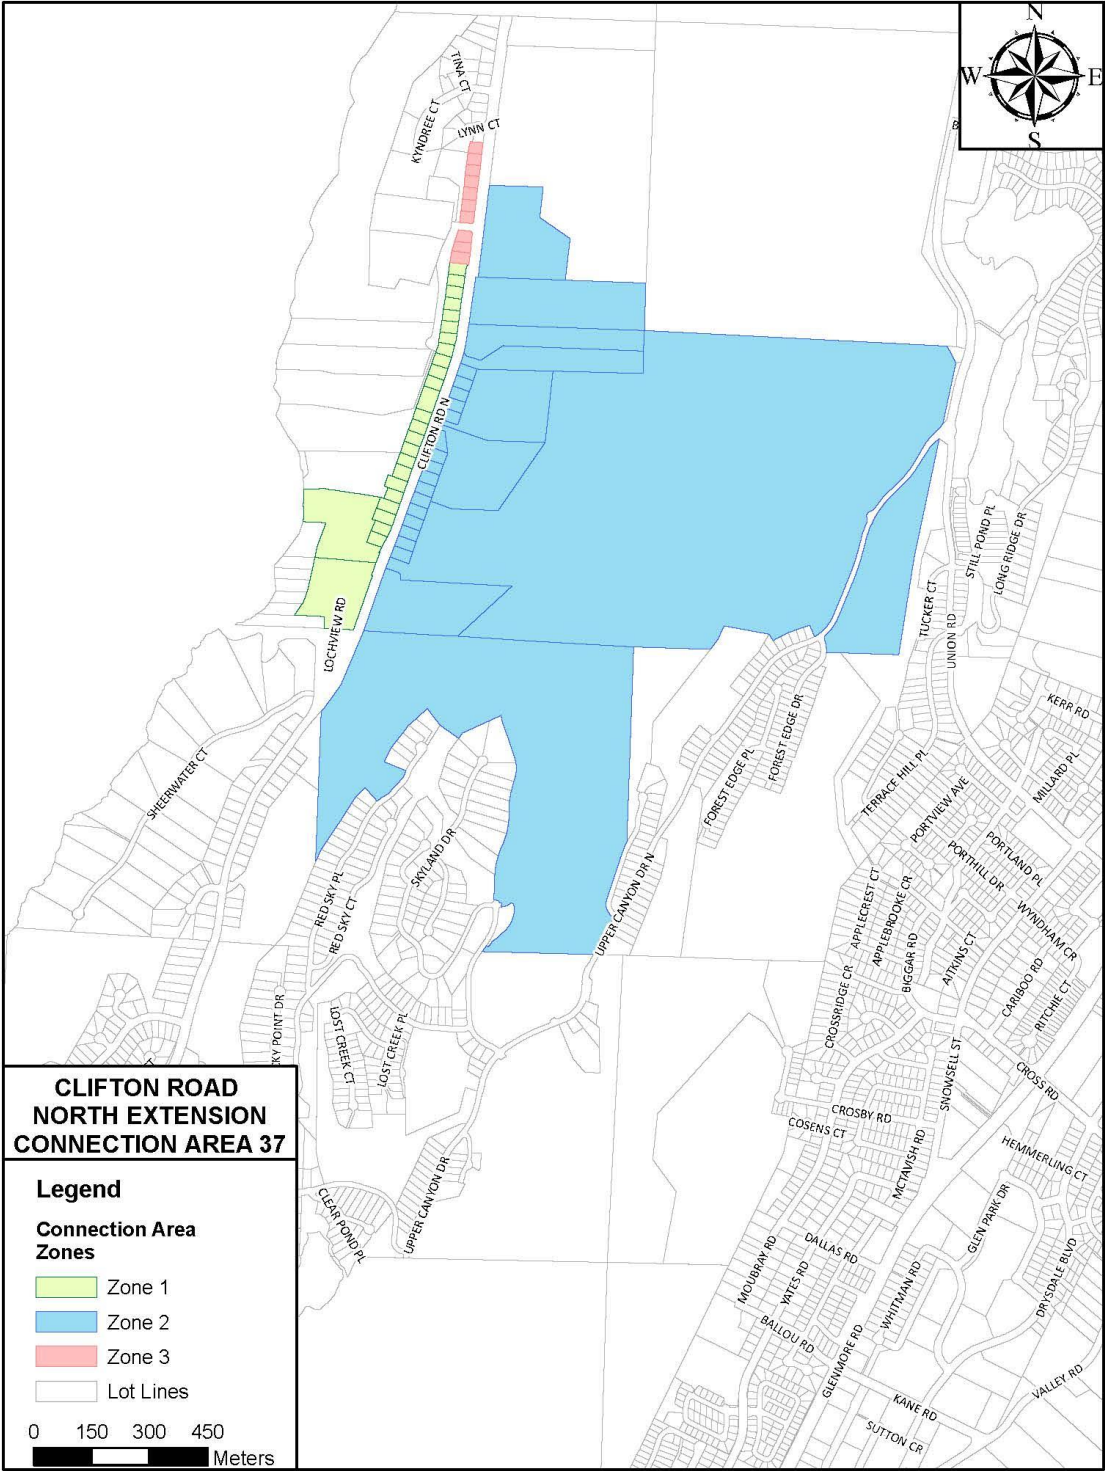 N
W
E
S
B
TINA CT
KYNDREE CT
LYNN CT
CLIFTON RD N
LOCHVIEW RD
SHEERWATER CT
STILL POND PL
LONG RIDGE DR
TUCKER CT
UNION RD
KERR RD
FOREST EDGE DR
FOREST EDGE PL
TERRACE HILL PL
MILLARD PL
PORTVIEW AVE
PORTLAND PL
PORTHILL DR
SKYLAND DR
RED SKY PL
RED SKY CT
UPPER CANYON DR N
APPLECREST CT
APPLEBROOKE CR
BIGGAR RD
AITKINS CT
WYNDHAM CR
CARIBOO RD
RITCHIE CT
CROSSRIDGE CR
CKY POINT DR
LOST CREEK CT
LOST CREEK PL
CT
SNOWSELL ST
CROSS RD
CROSBY RD
COSENS CT
HEMMERLING CT
MCTAVISH RD
UPPER CANYON DR
CLEAR POND PL
GLEN PARK DR
DALLAS RD
MOUBRAY RD
YATES RD
WHITMAN RD
DRYSDALE BLVD
BALLOU RD
GLENMORE RD
VALLEY RD
KANE RD
SUTTON CR
CLIFTON ROAD
NORTH EXTENSION
CONNECTION AREA 37
Legend
Connection Area
Zones
Zone 1
Zone 2
Zone 3
Lot Lines
0 150 300 450
Meters